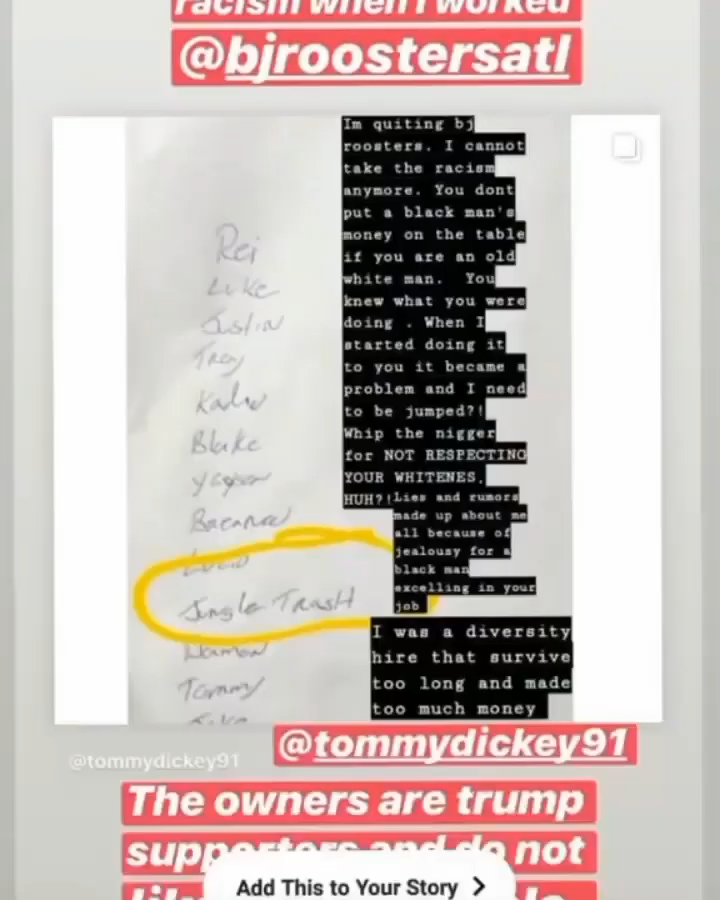 racism when I worked
@bjroostersatl
Im quiting bj
roosters. I cannot
take the racism
anymore. You dont
put a black man's
money on the table
if you are an old
white man. You
knew what you were
doing . When I
started doing it
to you it became a
problem and I need
to be jumped?!
Whip the nigger
for NOT RESPECTING
YOUR WHITENES,
HUH?!
Lies and rumors
made up about me
all because of
jealousy for a
black man
excelling in your
job
I was a diversity
hire that survive
too long and made
too much money
Rei
Luke
Justin
Troy
Blake
Jungle Trash
Tommy
@tommydickey91
@tommydickey91
The owners are trump
supporters and do not
Add This to Your Story